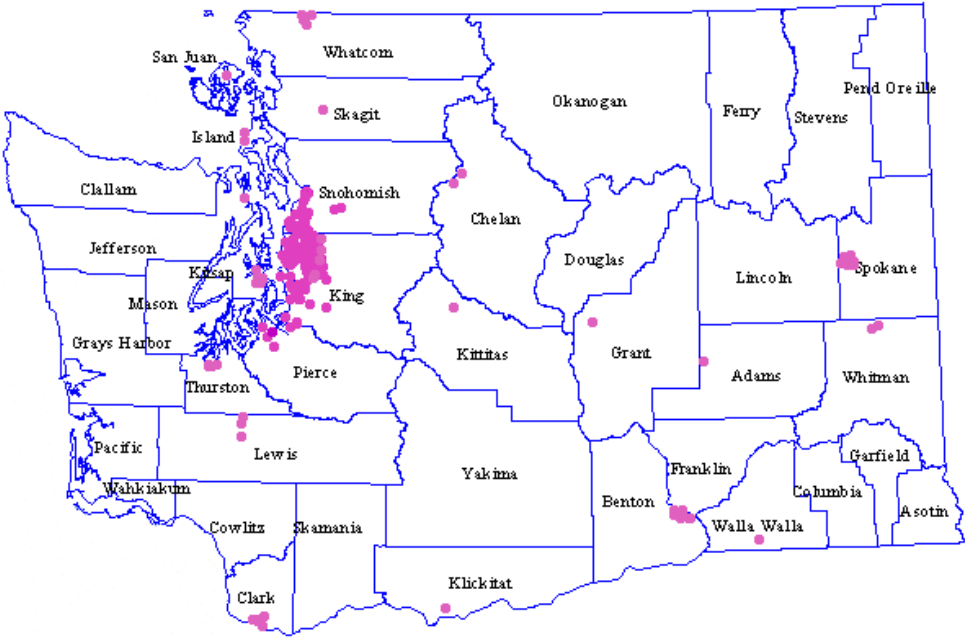 Whatcom
San Juan
Skagit
Island
Okanogan
Ferry
Stevens
Pend Oreille
Clallam
Snohomish
Chelan
Jefferson
Kitsap
Douglas
Lincoln
Spokane
Mason
King
Grays Harbor
Kittitas
Grant
Adams
Whitman
Thurston
Pierce
Pacific
Lewis
Yakima
Franklin
Garfield
Wahkiakum
Cowlitz
Skamania
Benton
Walla Walla
Columbia
Asotin
Clark
Klickitat